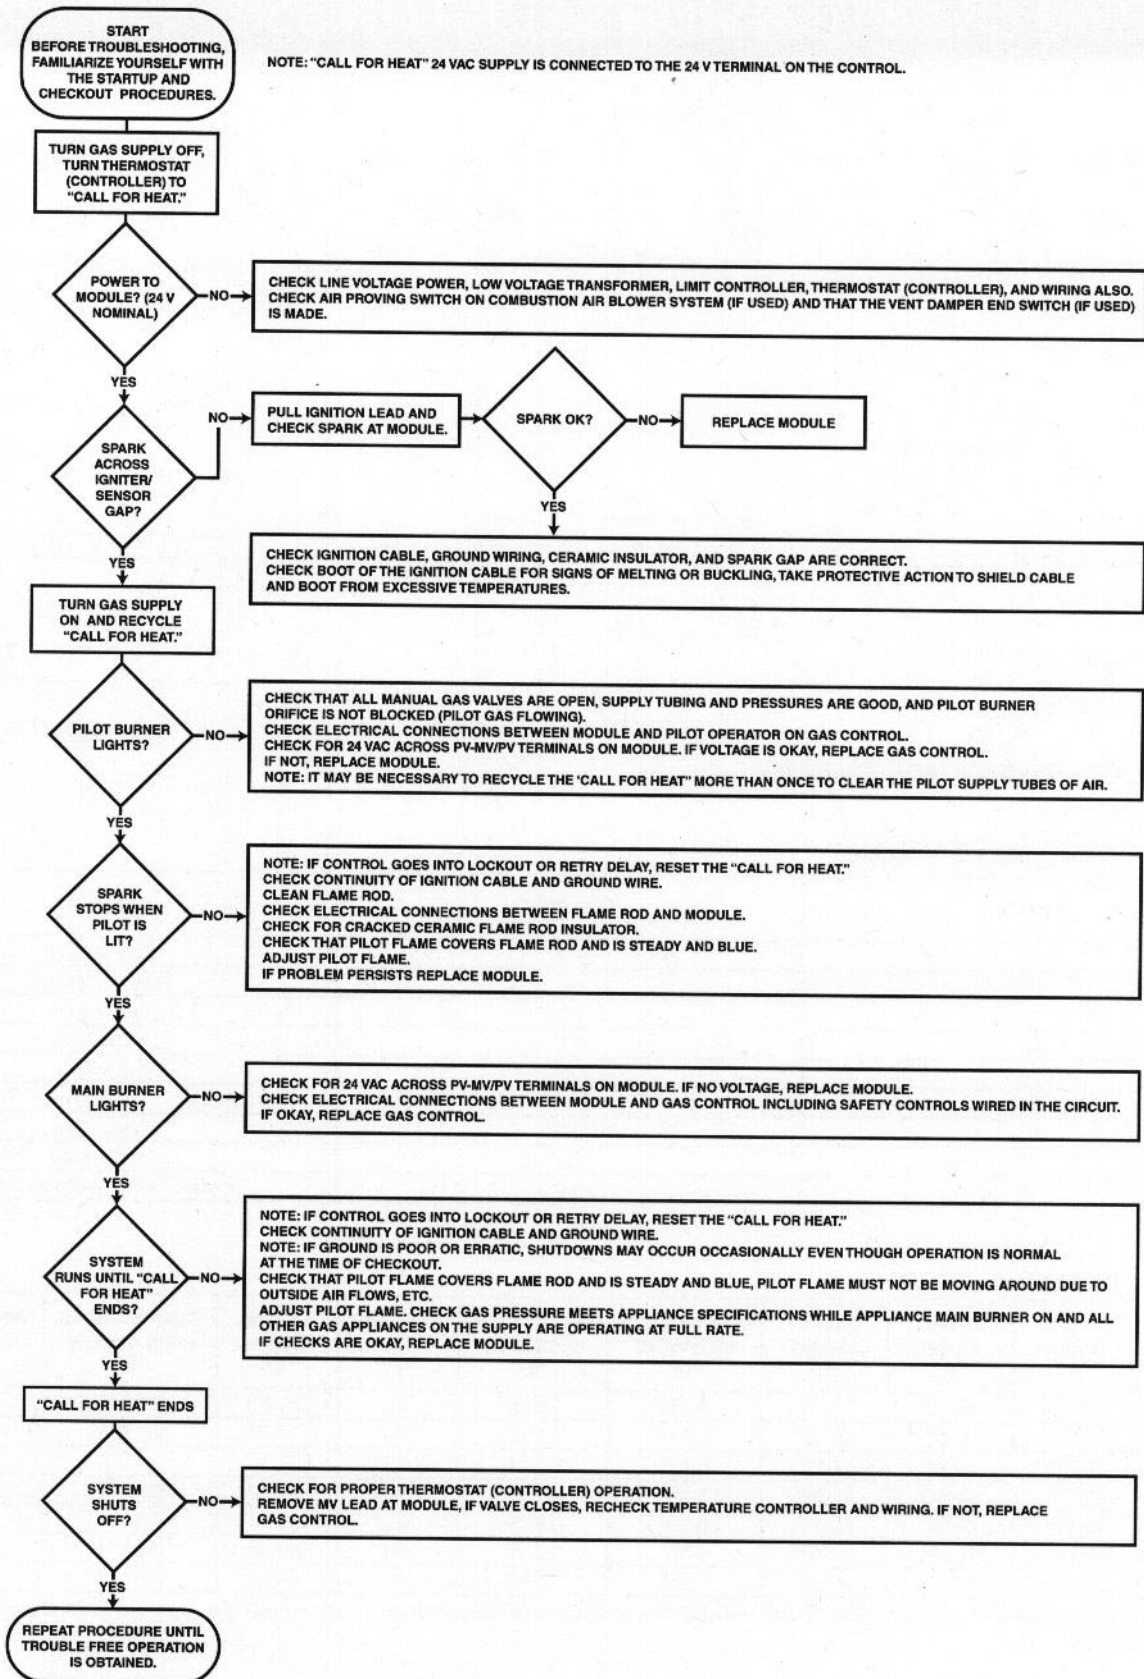 START
BEFORE TROUBLESHOOTING,
FAMILIARIZE YOURSELF WITH
THE STARTUP AND
CHECKOUT PROCEDURES.
NOTE: "CALL FOR HEAT" 24 VAC SUPPLY IS CONNECTED TO THE 24 V TERMINAL ON THE CONTROL.
TURN GAS SUPPLY OFF,
TURN THERMOSTAT
(CONTROLLER) TO
"CALL FOR HEAT."
POWER TO
MODULE? (24 V
NOMINAL)
NO
CHECK LINE VOLTAGE POWER, LOW VOLTAGE TRANSFORMER, LIMIT CONTROLLER, THERMOSTAT (CONTROLLER), AND WIRING ALSO.
CHECK AIR PROVING SWITCH ON COMBUSTION AIR BLOWER SYSTEM (IF USED) AND THAT THE VENT DAMPER END SWITCH (IF USED)
IS MADE.
YES
SPARK
ACROSS
IGNITER/
SENSOR
GAP?
NO
PULL IGNITION LEAD AND
CHECK SPARK AT MODULE.
SPARK OK?
NO
REPLACE MODULE
YES
CHECK IGNITION CABLE, GROUND WIRING, CERAMIC INSULATOR, AND SPARK GAP ARE CORRECT.
CHECK BOOT OF THE IGNITION CABLE FOR SIGNS OF MELTING OR BUCKLING, TAKE PROTECTIVE ACTION TO SHIELD CABLE
AND BOOT FROM EXCESSIVE TEMPERATURES.
YES
TURN GAS SUPPLY
ON AND RECYCLE
"CALL FOR HEAT."
PILOT BURNER
LIGHTS?
NO
CHECK THAT ALL MANUAL GAS VALVES ARE OPEN, SUPPLY TUBING AND PRESSURES ARE GOOD, AND PILOT BURNER
ORIFICE IS NOT BLOCKED (PILOT GAS FLOWING).
CHECK ELECTRICAL CONNECTIONS BETWEEN MODULE AND PILOT OPERATOR ON GAS CONTROL.
CHECK FOR 24 VAC ACROSS PV-MV/PV TERMINALS ON MODULE. IF VOLTAGE IS OKAY, REPLACE GAS CONTROL.
IF NOT, REPLACE MODULE.
NOTE: IT MAY BE NECESSARY TO RECYCLE THE 'CALL FOR HEAT" MORE THAN ONCE TO CLEAR THE PILOT SUPPLY TUBES OF AIR.
YES
SPARK
STOPS WHEN
PILOT IS
LIT?
NO
NOTE: IF CONTROL GOES INTO LOCKOUT OR RETRY DELAY, RESET THE "CALL FOR HEAT."
CHECK CONTINUITY OF IGNITION CABLE AND GROUND WIRE.
CLEAN FLAME ROD.
CHECK ELECTRICAL CONNECTIONS BETWEEN FLAME ROD AND MODULE.
CHECK FOR CRACKED CERAMIC FLAME ROD INSULATOR.
CHECK THAT PILOT FLAME COVERS FLAME ROD AND IS STEADY AND BLUE.
ADJUST PILOT FLAME.
IF PROBLEM PERSISTS REPLACE MODULE.
YES
MAIN BURNER
LIGHTS?
NO
CHECK FOR 24 VAC ACROSS PV-MV/PV TERMINALS ON MODULE. IF NO VOLTAGE, REPLACE MODULE.
CHECK ELECTRICAL CONNECTIONS BETWEEN MODULE AND GAS CONTROL INCLUDING SAFETY CONTROLS WIRED IN THE CIRCUIT.
IF OKAY, REPLACE GAS CONTROL.
YES
SYSTEM
RUNS UNTIL "CALL
FOR HEAT"
ENDS?
NO
NOTE: IF CONTROL GOES INTO LOCKOUT OR RETRY DELAY, RESET THE "CALL FOR HEAT."
CHECK CONTINUITY OF IGNITION CABLE AND GROUND WIRE.
NOTE: IF GROUND IS POOR OR ERRATIC, SHUTDOWNS MAY OCCUR OCCASIONALLY EVEN THOUGH OPERATION IS NORMAL
AT THE TIME OF CHECKOUT.
CHECK THAT PILOT FLAME COVERS FLAME ROD AND IS STEADY AND BLUE, PILOT FLAME MUST NOT BE MOVING AROUND DUE TO
OUTSIDE AIR FLOWS, ETC.
ADJUST PILOT FLAME. CHECK GAS PRESSURE MEETS APPLIANCE SPECIFICATIONS WHILE APPLIANCE MAIN BURNER ON AND ALL
OTHER GAS APPLIANCES ON THE SUPPLY ARE OPERATING AT FULL RATE.
IF CHECKS ARE OKAY, REPLACE MODULE.
YES
"CALL FOR HEAT" ENDS
SYSTEM
SHUTS
OFF?
NO
CHECK FOR PROPER THERMOSTAT (CONTROLLER) OPERATION.
REMOVE MV LEAD AT MODULE, IF VALVE CLOSES, RECHECK TEMPERATURE CONTROLLER AND WIRING. IF NOT, REPLACE
GAS CONTROL.
YES
REPEAT PROCEDURE UNTIL
TROUBLE FREE OPERATION
IS OBTAINED.